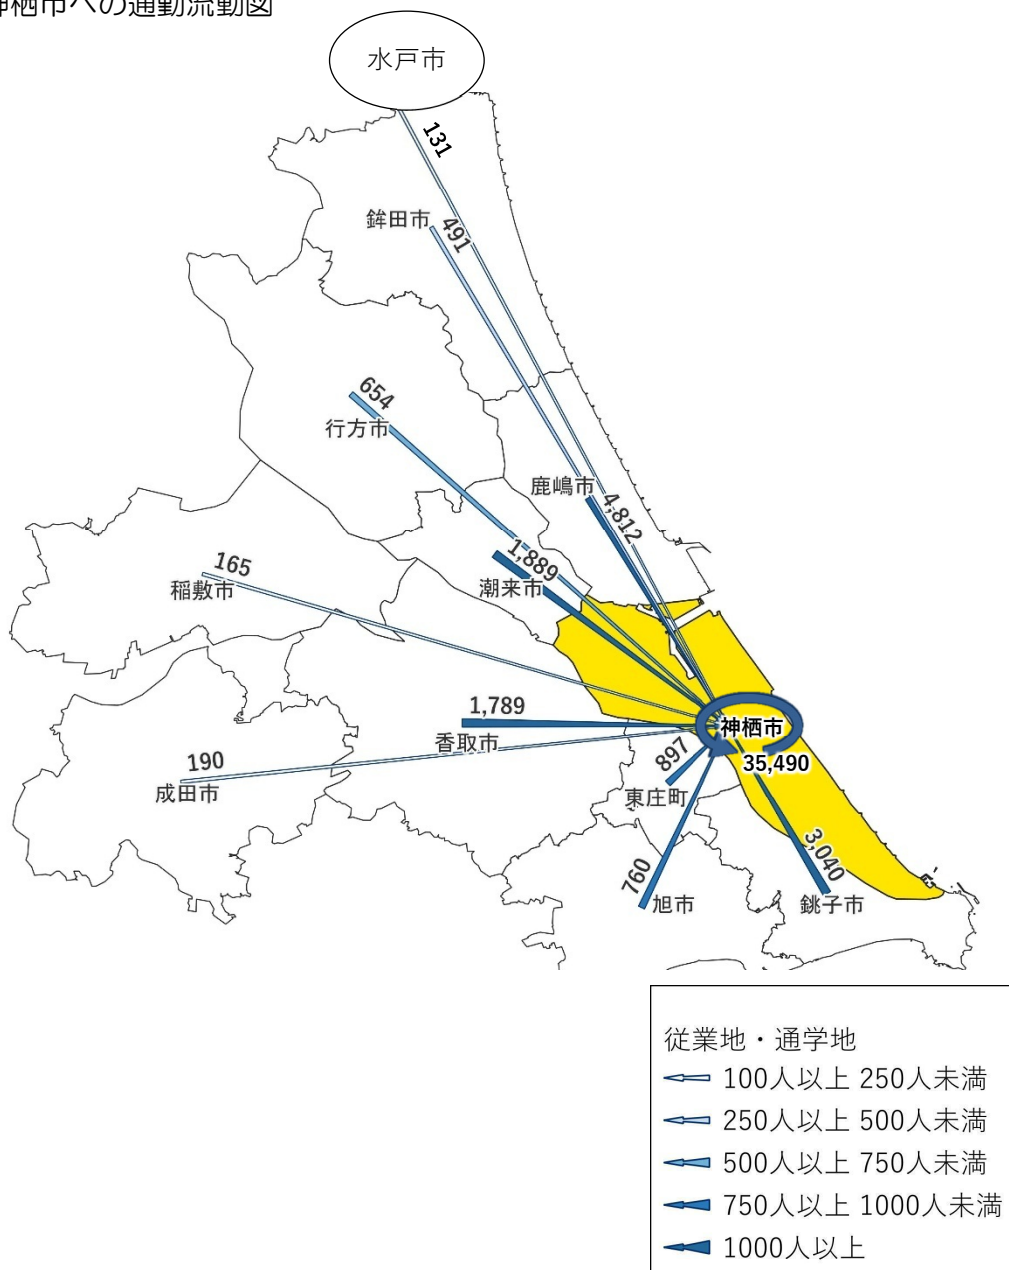 神栖市への通勤流動図
水戸市
131
鉾田市
491
654
行方市
鹿嶋市
4,812
1,889
潮来市
165
稲敷市
1,789
香取市
神栖市
35,490
190
成田市
897
東庄町
760
旭市
3,040
銚子市
従業地・通学地
100人以上 250人未満
250人以上 500人未満
500人以上 750人未満
750人以上 1000人未満
1000人以上